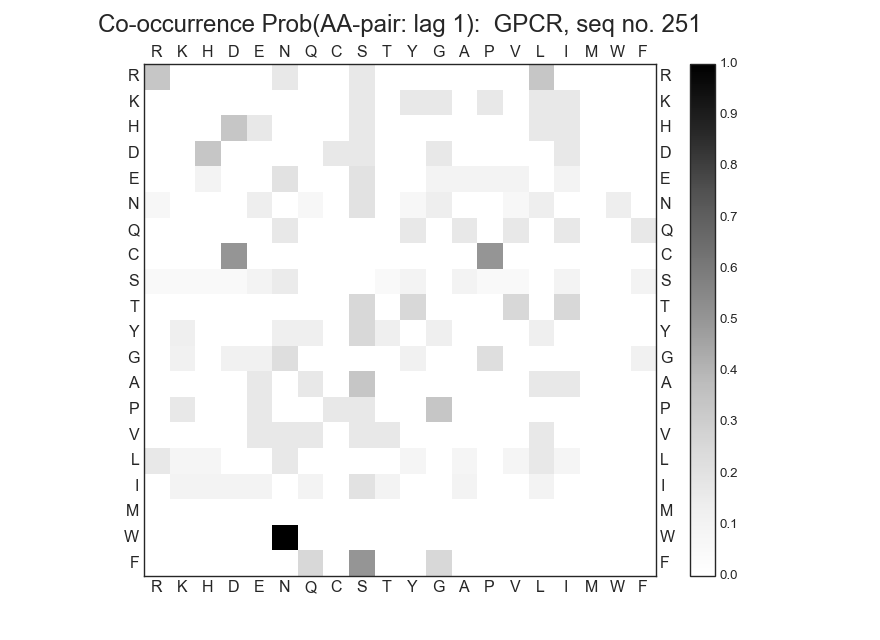 Co-occurrence Prob(AA-pair: lag 1):  GPCR, seq no. 251
R K H D E N Q C S T Y G A P V L I M W F
1.0
R R
0.9
K K
H H
0.8
D D
0.7
E E
N N
0.6
Q Q
C C
0.5
S S
T T
0.4
Y Y
G G
0.3
A A
P P
0.2
V V
L L
0.1
I I
M M
W W
F F
0.0
R K H D E N Q C S T Y G A P V L I M W F